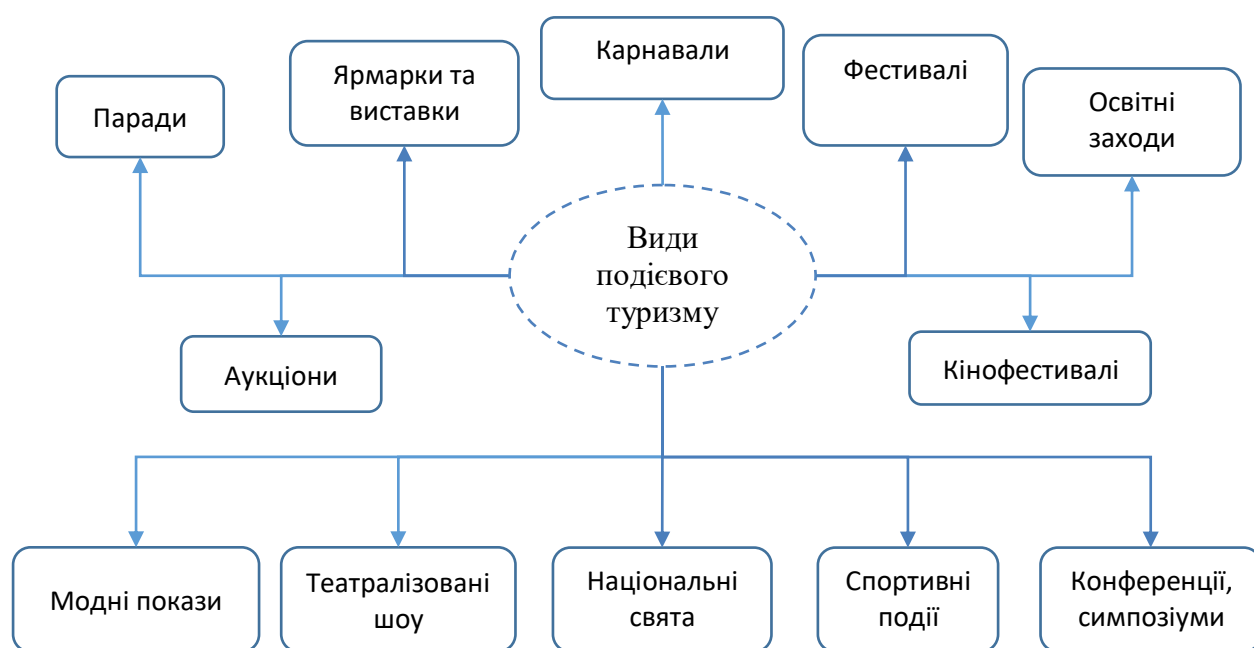 Карнавали
Ярмарки та
виставки
Фестивалі
Паради
Освітні
заходи
Види
подієвого
туризму
Аукціони
Кінофестивалі
Модні покази
Театралізовані
шоу
Національні
свята
Спортивні
події
Конференції,
симпозіуми